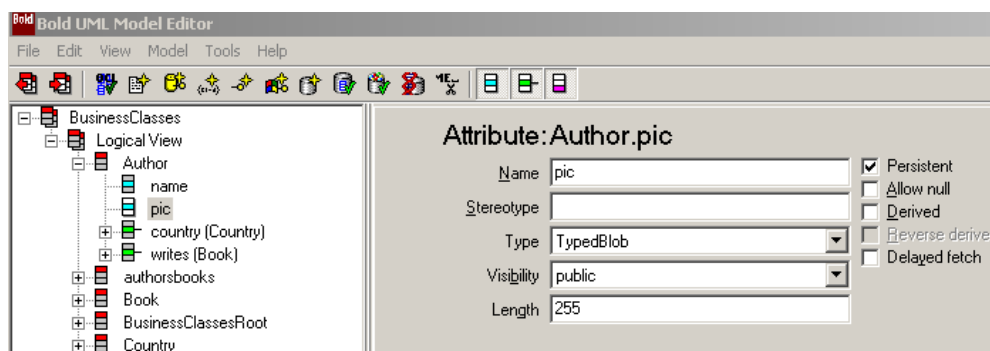 Bold Bold UML Model Editor
File Edit View Model Tools Help
BusinessClasses
Logical View
Author
name
pic
country (Country)
writes (Book)
authorsbooks
Book
BusinessClassesRoot
Country
Attribute: Author.pic
Name pic
Stereotype
Type TypedBlob
Visibility public
Length 255
Persistent
Allow null
Derived
Reverse derive
Delayed fetch